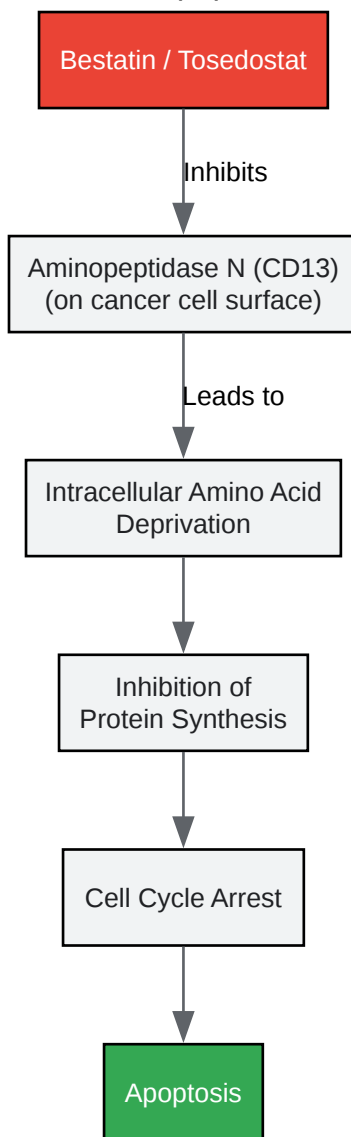 Bestatin / Tosedostat
Inhibits
Aminopeptidase N (CD13)
(on cancer cell surface)
Leads to
Intracellular Amino Acid
Deprivation
Inhibition of
Protein Synthesis
Cell Cycle Arrest
Apoptosis